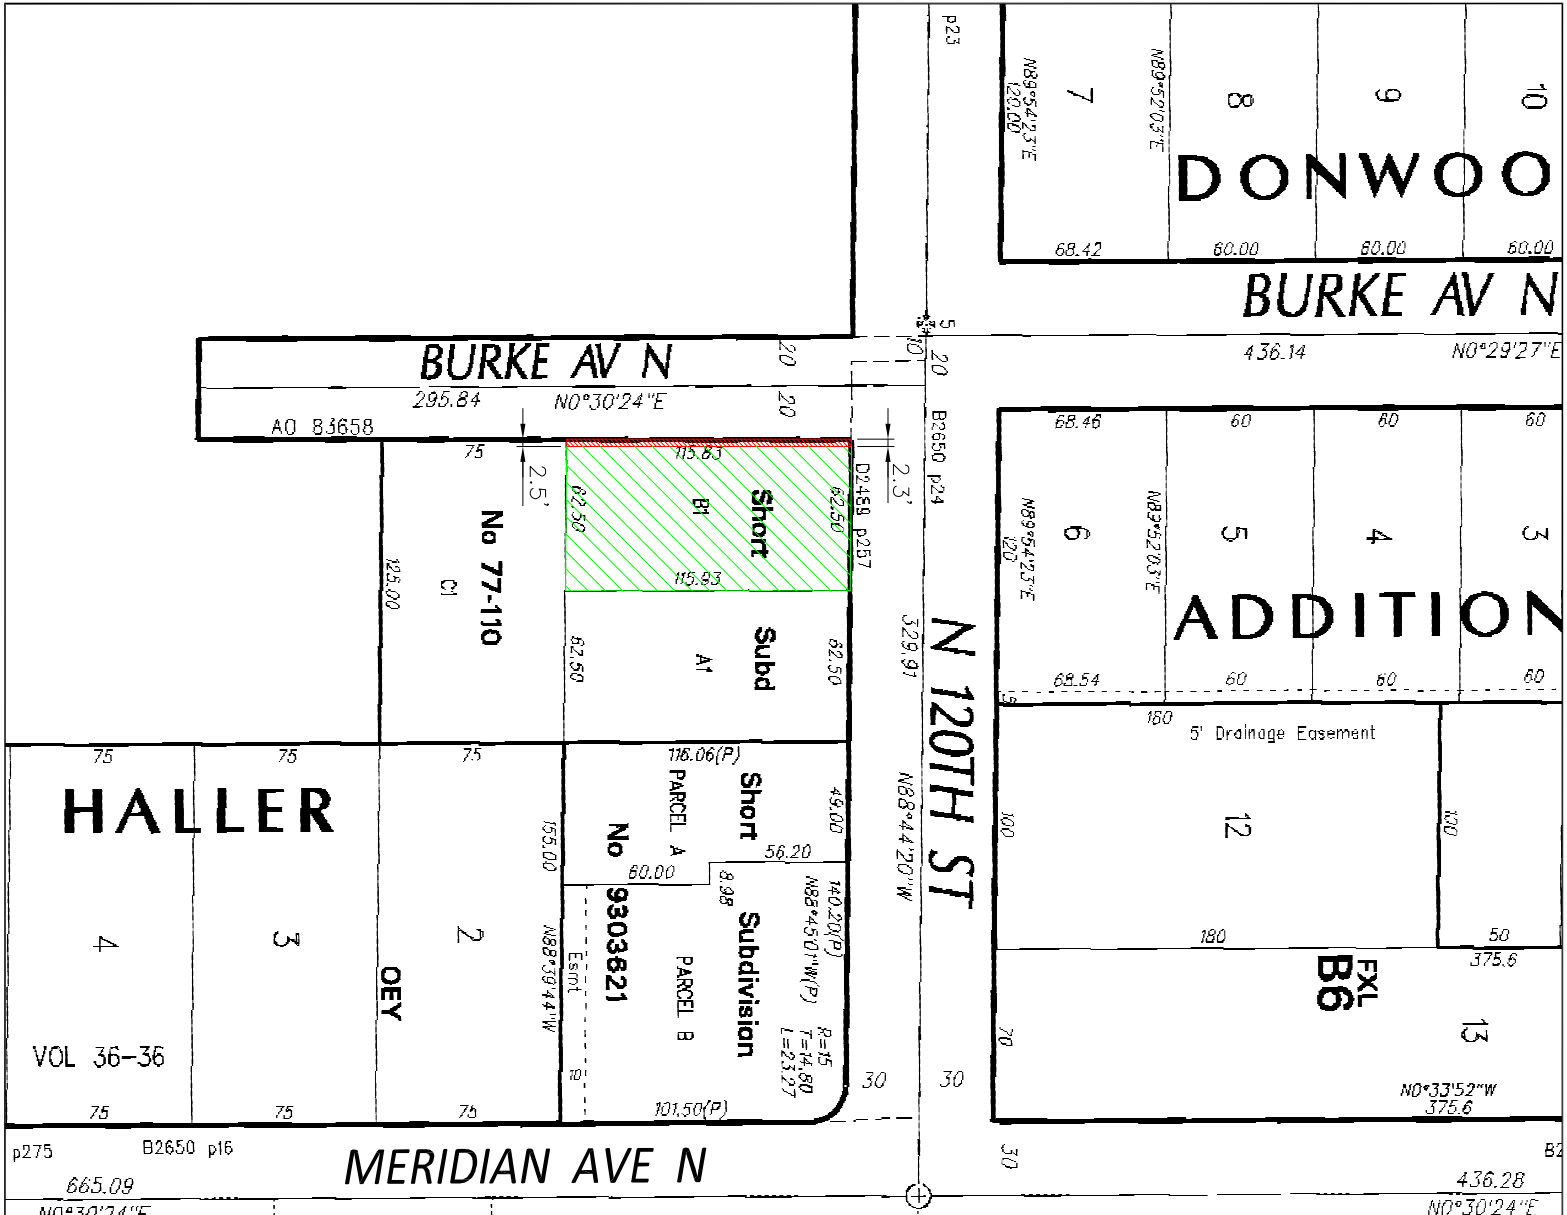 p23
N89°54'23"E
120.00
7
N89°52'03"E
8
9
10
DONWOO
68.42
60.00
60.00
60.00
BURKE AV N
5
10
20
436.14
N0°29'27"E
BURKE AV N
20
295.84
N0°30'24"E
20
AO 83658
75
2.5'
115.83
2.3'
B2650 p24
D2489 p257
68.46
60
60
60
62.50
B1
Short
62.50
No 77-110
C1
125.00
115.93
N89°54'23"E
120
6
N89°52'03"E
5
4
3
ADDITION
62.50
A1
Subd
62.50
329.91
N 120TH ST
N88°44'20"W
68.54
60
60
60
5
180
5' Drainage Easement
75
75
75
116.06(P)
HALLER
PARCEL A
Short
49.00
No 9303621
155.00
60.00
56.20
8.98
140.20(P)
N88°45'01"W(P)
100
12
100
4
3
2
OEY
N88°39'44"W
Esmt
10'
PARCEL B
Subdivision
R=15
T=14.80
L=23.27
180
50
375.6
FXL
B6
13
70
VOL 36-36
30
30
N0°33'52"W
375.6
75
75
75
101.50(P)
p275
B2650 p16
MERIDIAN AVE N
30
B2
665.09
N0°30'24"E
436.28
N0°30'24"E